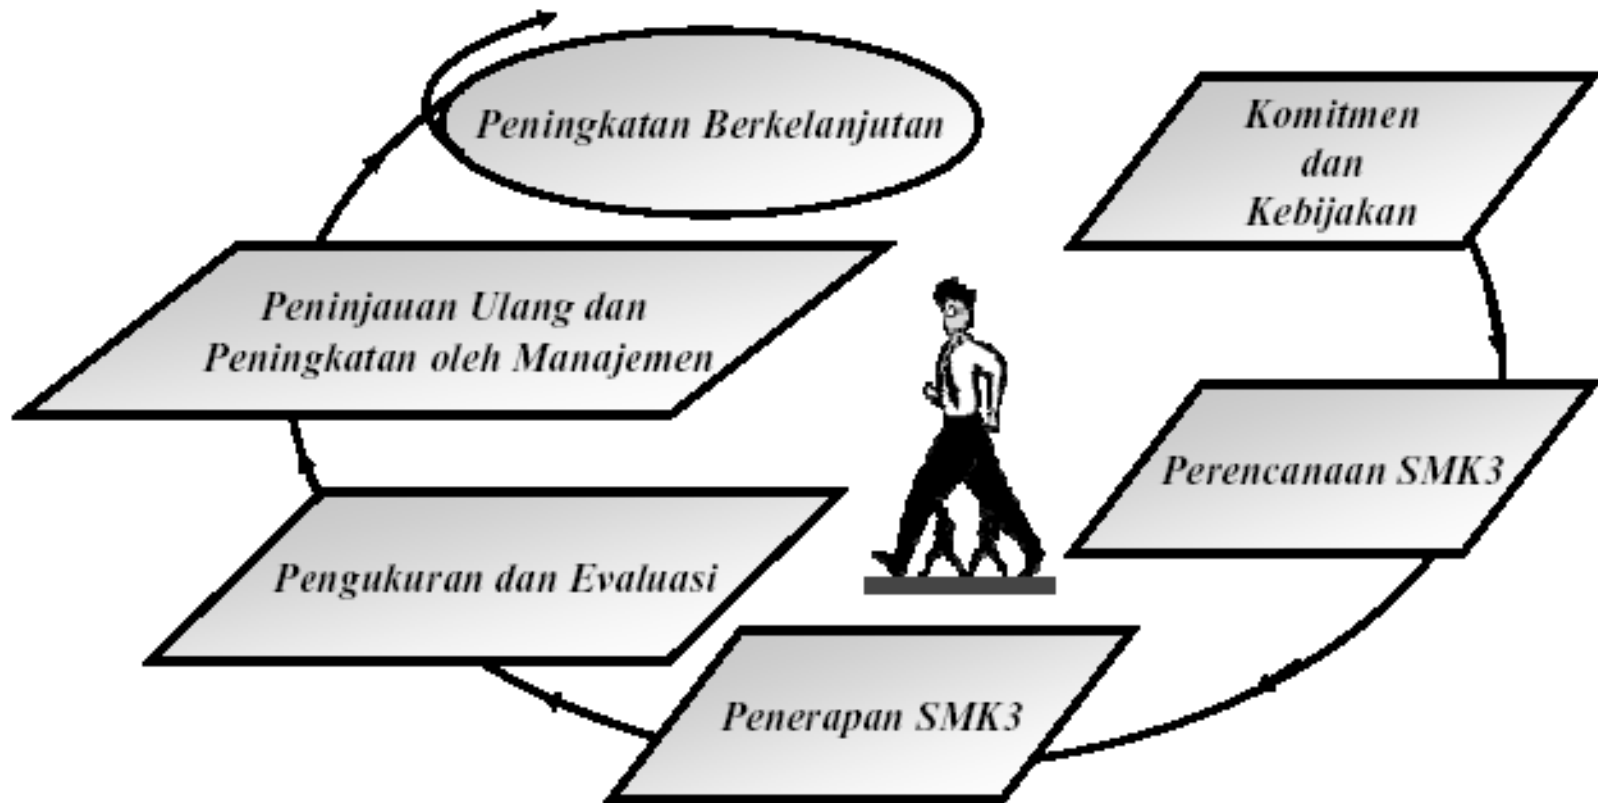 Peningkatan Berkelanjutan
Komitmen
dan
Kebijakan
Peninjauan Ulang dan
Peningkatan oleh Manajemen
Perencanaan SMK3
Pengukuran dan Evaluasi
Penerapan SMK3